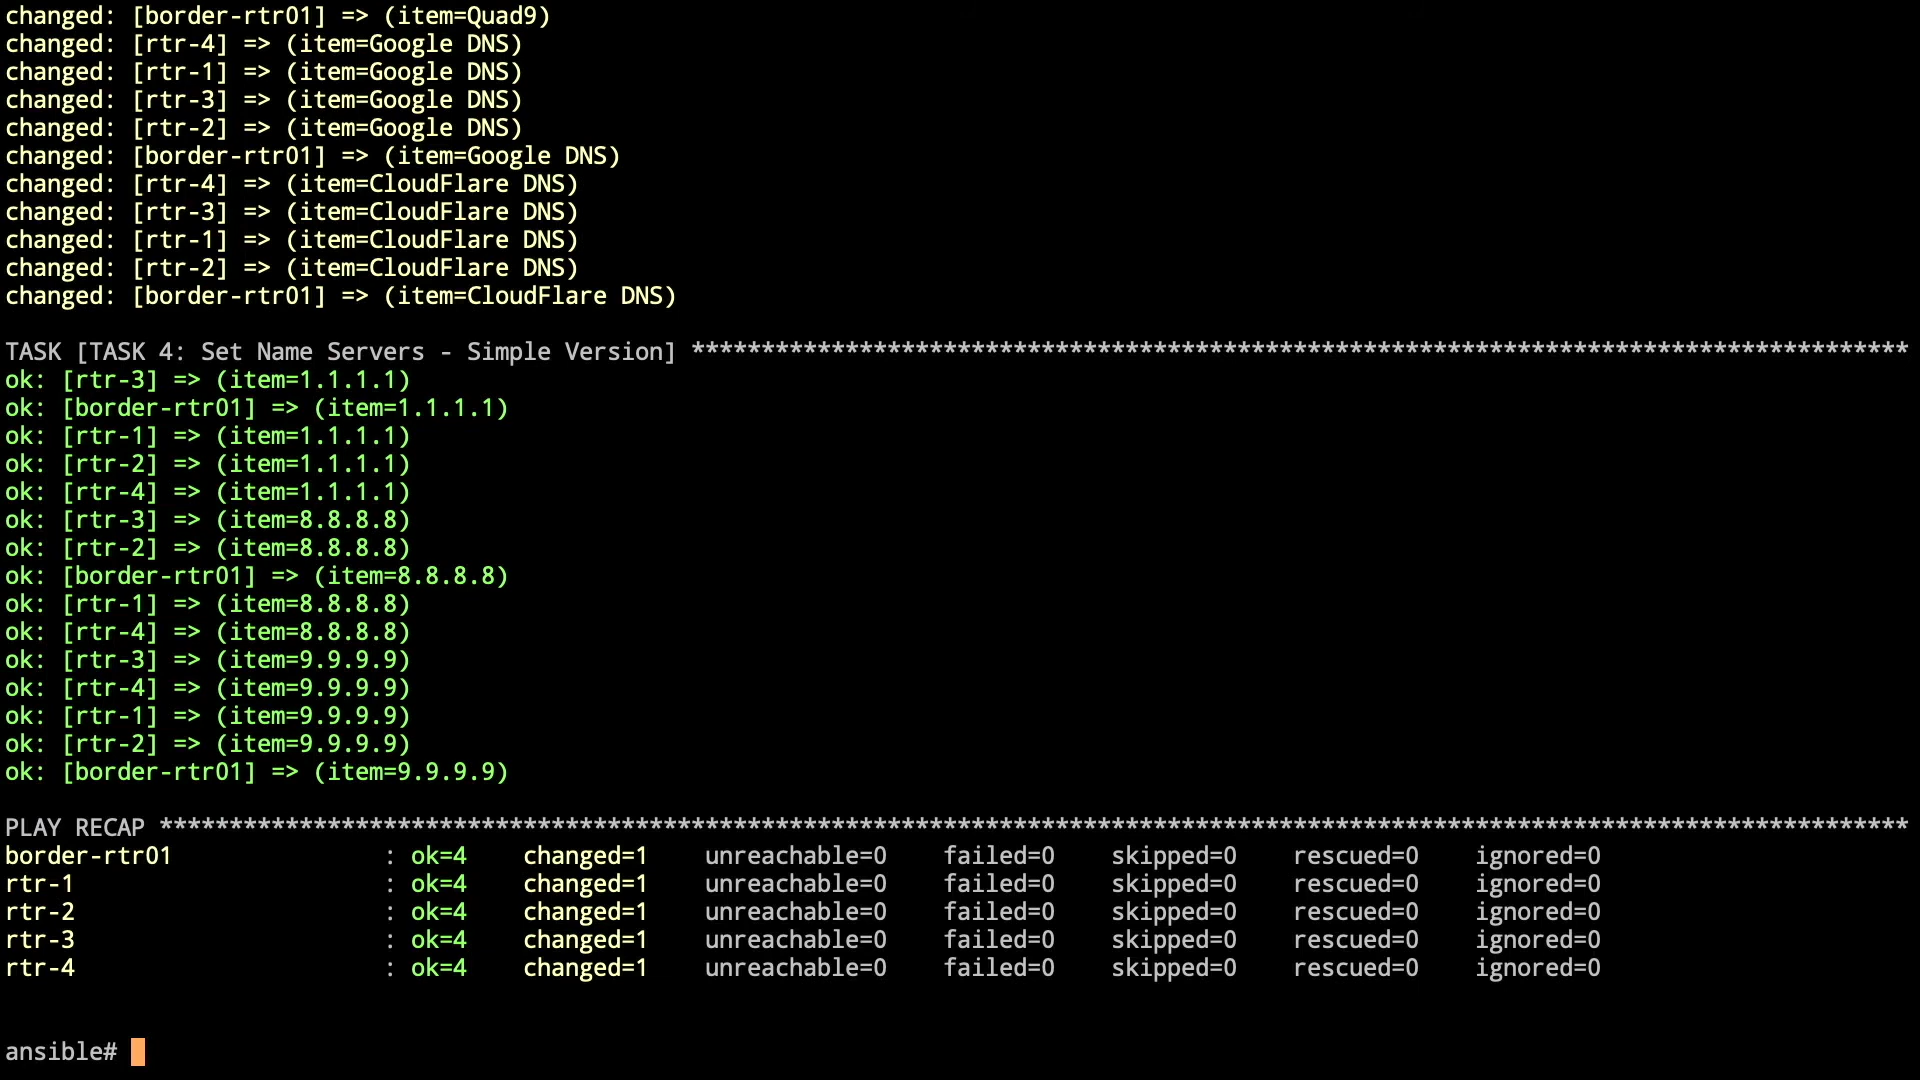 changed: [border-rtr01] => (item=Quad9)
changed: [rtr-4] => (item=Google DNS)
changed: [rtr-1] => (item=Google DNS)
changed: [rtr-3] => (item=Google DNS)
changed: [rtr-2] => (item=Google DNS)
changed: [border-rtr01] => (item=Google DNS)
changed: [rtr-4] => (item=CloudFlare DNS)
changed: [rtr-3] => (item=CloudFlare DNS)
changed: [rtr-1] => (item=CloudFlare DNS)
changed: [rtr-2] => (item=CloudFlare DNS)
changed: [border-rtr01] => (item=CloudFlare DNS)
TASK [TASK 4: Set Name Servers - Simple Version] ***************************************************************************************
ok: [rtr-3] => (item=1.1.1.1)
ok: [border-rtr01] => (item=1.1.1.1)
ok: [rtr-1] => (item=1.1.1.1)
ok: [rtr-2] => (item=1.1.1.1)
ok: [rtr-4] => (item=1.1.1.1)
ok: [rtr-3] => (item=8.8.8.8)
ok: [rtr-2] => (item=8.8.8.8)
ok: [border-rtr01] => (item=8.8.8.8)
ok: [rtr-1] => (item=8.8.8.8)
ok: [rtr-4] => (item=8.8.8.8)
ok: [rtr-3] => (item=9.9.9.9)
ok: [rtr-4] => (item=9.9.9.9)
ok: [rtr-1] => (item=9.9.9.9)
ok: [rtr-2] => (item=9.9.9.9)
ok: [border-rtr01] => (item=9.9.9.9)
PLAY RECAP *****************************************************************************************************************************
border-rtr01 : ok=4 changed=1 unreachable=0 failed=0 skipped=0 rescued=0 ignored=0
rtr-1 : ok=4 changed=1 unreachable=0 failed=0 skipped=0 rescued=0 ignored=0
rtr-2 : ok=4 changed=1 unreachable=0 failed=0 skipped=0 rescued=0 ignored=0
rtr-3 : ok=4 changed=1 unreachable=0 failed=0 skipped=0 rescued=0 ignored=0
rtr-4 : ok=4 changed=1 unreachable=0 failed=0 skipped=0 rescued=0 ignored=0
ansible#